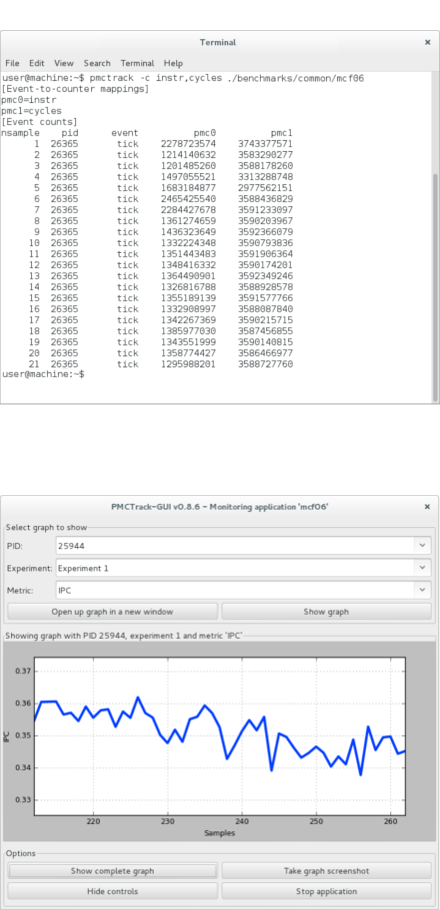 Terminal
File Edit View Search Terminal Help
user@machine:~$ pmctrack -c instr,cycles ./benchmarks/common/mcf06
[Event-to-counter mappings]
pmc0=instr
pmc1=cycles
[Event counts]
nsample pid event pmc0 pmc1
1 26365 tick 2278723574 3743377571
2 26365 tick 1214140632 3583290277
3 26365 tick 1201485260 3588178260
4 26365 tick 1497055521 3313288748
5 26365 tick 1683184877 2977562151
6 26365 tick 2465425540 3588436829
7 26365 tick 2284427678 3591233097
8 26365 tick 1361274659 3590203967
9 26365 tick 1436323649 3592366079
10 26365 tick 1332224348 3590793836
11 26365 tick 1351443483 3591906364
12 26365 tick 1348416332 3590174201
13 26365 tick 1364490901 3592349246
14 26365 tick 1326816788 3588928578
15 26365 tick 1355189139 3591577766
16 26365 tick 1332908997 3588087840
17 26365 tick 1342267369 3590215715
18 26365 tick 1385977030 3587456855
19 26365 tick 1343551999 3590140815
20 26365 tick 1358774427 3586466977
21 26365 tick 1295988201 3588727760
user@machine:~$
PMCTrack-GUI v0.8.6 - Monitoring application 'mcf06'
Select graph to show
PID: 25944
Experiment: Experiment 1
Metric: IPC
Open up graph in a new window Show graph
Showing graph with PID 25944, experiment 1 and metric 'IPC'
0.37
0.36
0.35
0.34
0.33
IPC
220 230 240 250 260
Samples
Options
Show complete graph Take graph screenshot
Hide controls Stop application